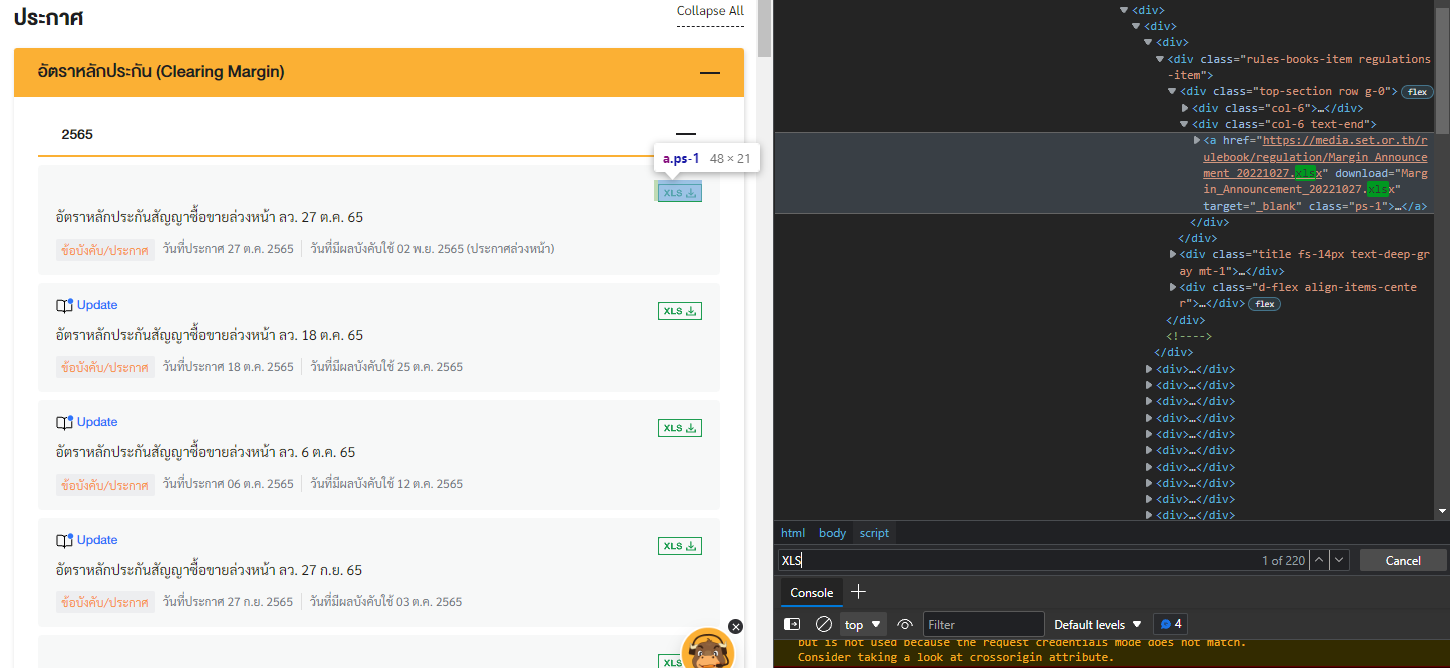 ประกาศ
Collapse All
อัตราหลักประกัน (Clearing Margin)
2565
a.ps-1 48 × 21
XLS
อัตราหลักประกันสัญญาซื้อขายล่วงหน้า ลว. 27 ต.ค. 65
ข้อบังคับ/ประกาศ วันที่ประกาศ 27 ต.ค. 2565 วันที่มีผลบังคับใช้ 02 พ.ย. 2565 (ประกาศล่วงหน้า)
Update
XLS
อัตราหลักประกันสัญญาซื้อขายล่วงหน้า ลว. 18 ต.ค. 65
ข้อบังคับ/ประกาศ วันที่ประกาศ 18 ต.ค. 2565 วันที่มีผลบังคับใช้ 25 ต.ค. 2565
Update
XLS
อัตราหลักประกันสัญญาซื้อขายล่วงหน้า ลว. 6 ต.ค. 65
ข้อบังคับ/ประกาศ วันที่ประกาศ 06 ต.ค. 2565 วันที่มีผลบังคับใช้ 12 ต.ค. 2565
Update
XLS
อัตราหลักประกันสัญญาซื้อขายล่วงหน้า ลว. 27 ก.ย. 65
ข้อบังคับ/ประกาศ วันที่ประกาศ 27 ก.ย. 2565 วันที่มีผลบังคับใช้ 03 ต.ค. 2565
XLS
<div>
<div>
<div>
<div class="rules-books-item regulations
-item">
<div class="top-section row g-0"> flex
<div class="col-6">…</div>
<div class="col-6 text-end">
<a href="https://media.set.or.th/r
ulebook/regulation/Margin_Announce
ment_20221027.xlsx" download="Marg
in_Announcement_20221027.xlsx"
target="_blank" class="ps-1">…</a>
</div>
</div>
<div class="title fs-14px text-deep-gr
ay mt-1">…</div>
<div class="d-flex align-items-cente
r">…</div> flex
</div>
<!---->
</div>
<div>…</div>
<div>…</div>
<div>…</div>
<div>…</div>
<div>…</div>
<div>…</div>
<div>…</div>
<div>…</div>
<div>…</div>
<div>…</div>
html body script
XLS 1 of 220 Cancel
Console
top Filter Default levels 4
but is not used because the request credentials mode does not match.
Consider taking a look at crossorigin attribute.